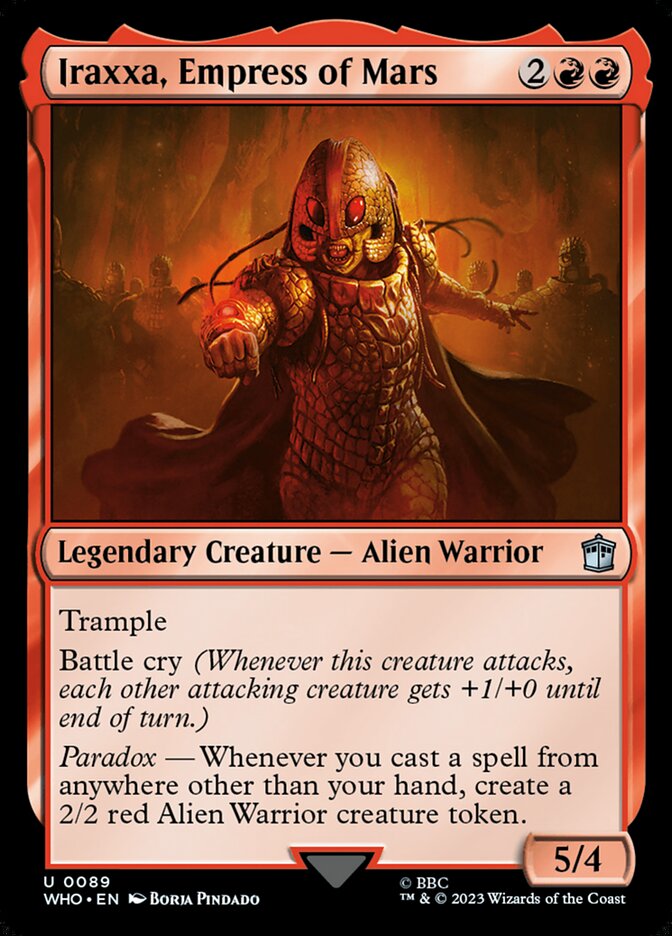 Iraxxa, Empress of Mars 2
Legendary Creature — Alien Warrior
Trample
Battle cry (Whenever this creature attacks,
each other attacking creature gets +1/+0 until
end of turn.)
Paradox — Whenever you cast a spell from
anywhere other than your hand, create a
2/2 red Alien Warrior creature token.
5/4
U 0089
WHO • EN Borja Pindado
© BBC
™ & © 2023 Wizards of the Coast